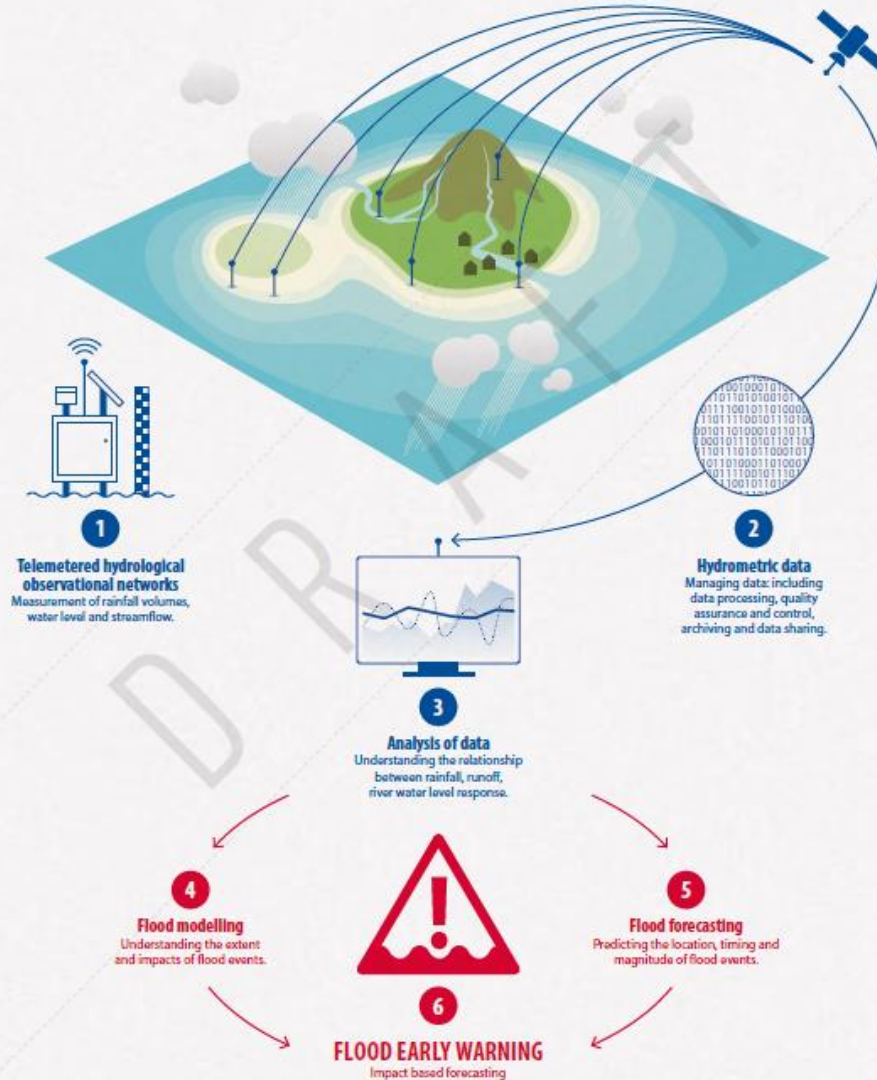 1
Telemetered hydrological
observational networks
Measurement of rainfall volumes,
water level and streamflow.
2
Hydrometric data
Managing data: including
data processing, quality
assurance and control,
archiving and data sharing.
3
Analysis of data
Understanding the relationship
between rainfall, runoff,
river water level response.
4
Flood modelling
Understanding the extent
and impacts of flood events.
5
Flood forecasting
Predicting the location, timing and
magnitude of flood events.
6
FLOOD EARLY WARNING
Impact based forecasting
DRAFT